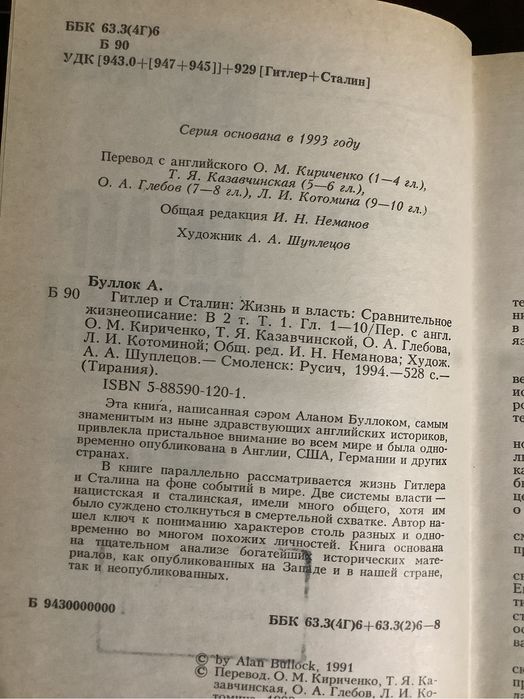 ББК 63.3(4Г)6
Б 90
УДК [943.0+[947+945]]+929 [Гитлер+Сталин]
Серия основана в 1993 году
Перевод с английского О. М. Кириченко (1—4 гл.),
Т. Я. Казавчинская (5—6 гл.),
О. А. Глебов (7—8 гл.), Л. И. Котомина (9—10 гл.)
Общая редакция И. Н. Неманов
Художник А. А. Шуплецов
Буллок А.
Б 90
Гитлер и Сталин: Жизнь и власть: Сравнительное
жизнеописание: В 2 т. Т. 1. Гл. 1—10/Пер. с англ.
О. М. Кириченко, Т. Я. Казавчинской, О. А. Глебова,
Л. И. Котоминой; Общ. ред. И. Н. Неманова; Худож.
А. А. Шуплецов.— Смоленск: Русич, 1994.—528 с.—
(Тирания).
ISBN 5-88590-120-1.
Эта книга, написанная сэром Аланом Буллоком, самым
знаменитым из ныне здравствующих английских историков,
привлекла пристальное внимание во всем мире и была одно-
временно опубликована в Англии, США, Германии и других
странах.
В книге параллельно рассматривается жизнь Гитлера
и Сталина на фоне событий в мире. Две системы власти —
нацистская и сталинская, имели много общего, хотя им
было суждено столкнуться в смертельной схватке. Автор на-
шел ключ к пониманию характеров столь разных и одно-
временно во многом похожих личностей. Книга основана
на тщательном анализе богатейших исторических мате-
риалов, как опубликованных на Западе и в нашей стране,
так и неопубликованных.
Б 9430000000
ББК 63.3(4Г)6+63.3(2)6—8
© by Alan Bullock, 1991
© Перевод. О. М. Кириченко, Т. Я. Ка-
завчинская, О. А. Глебов, Л. И. Ко-